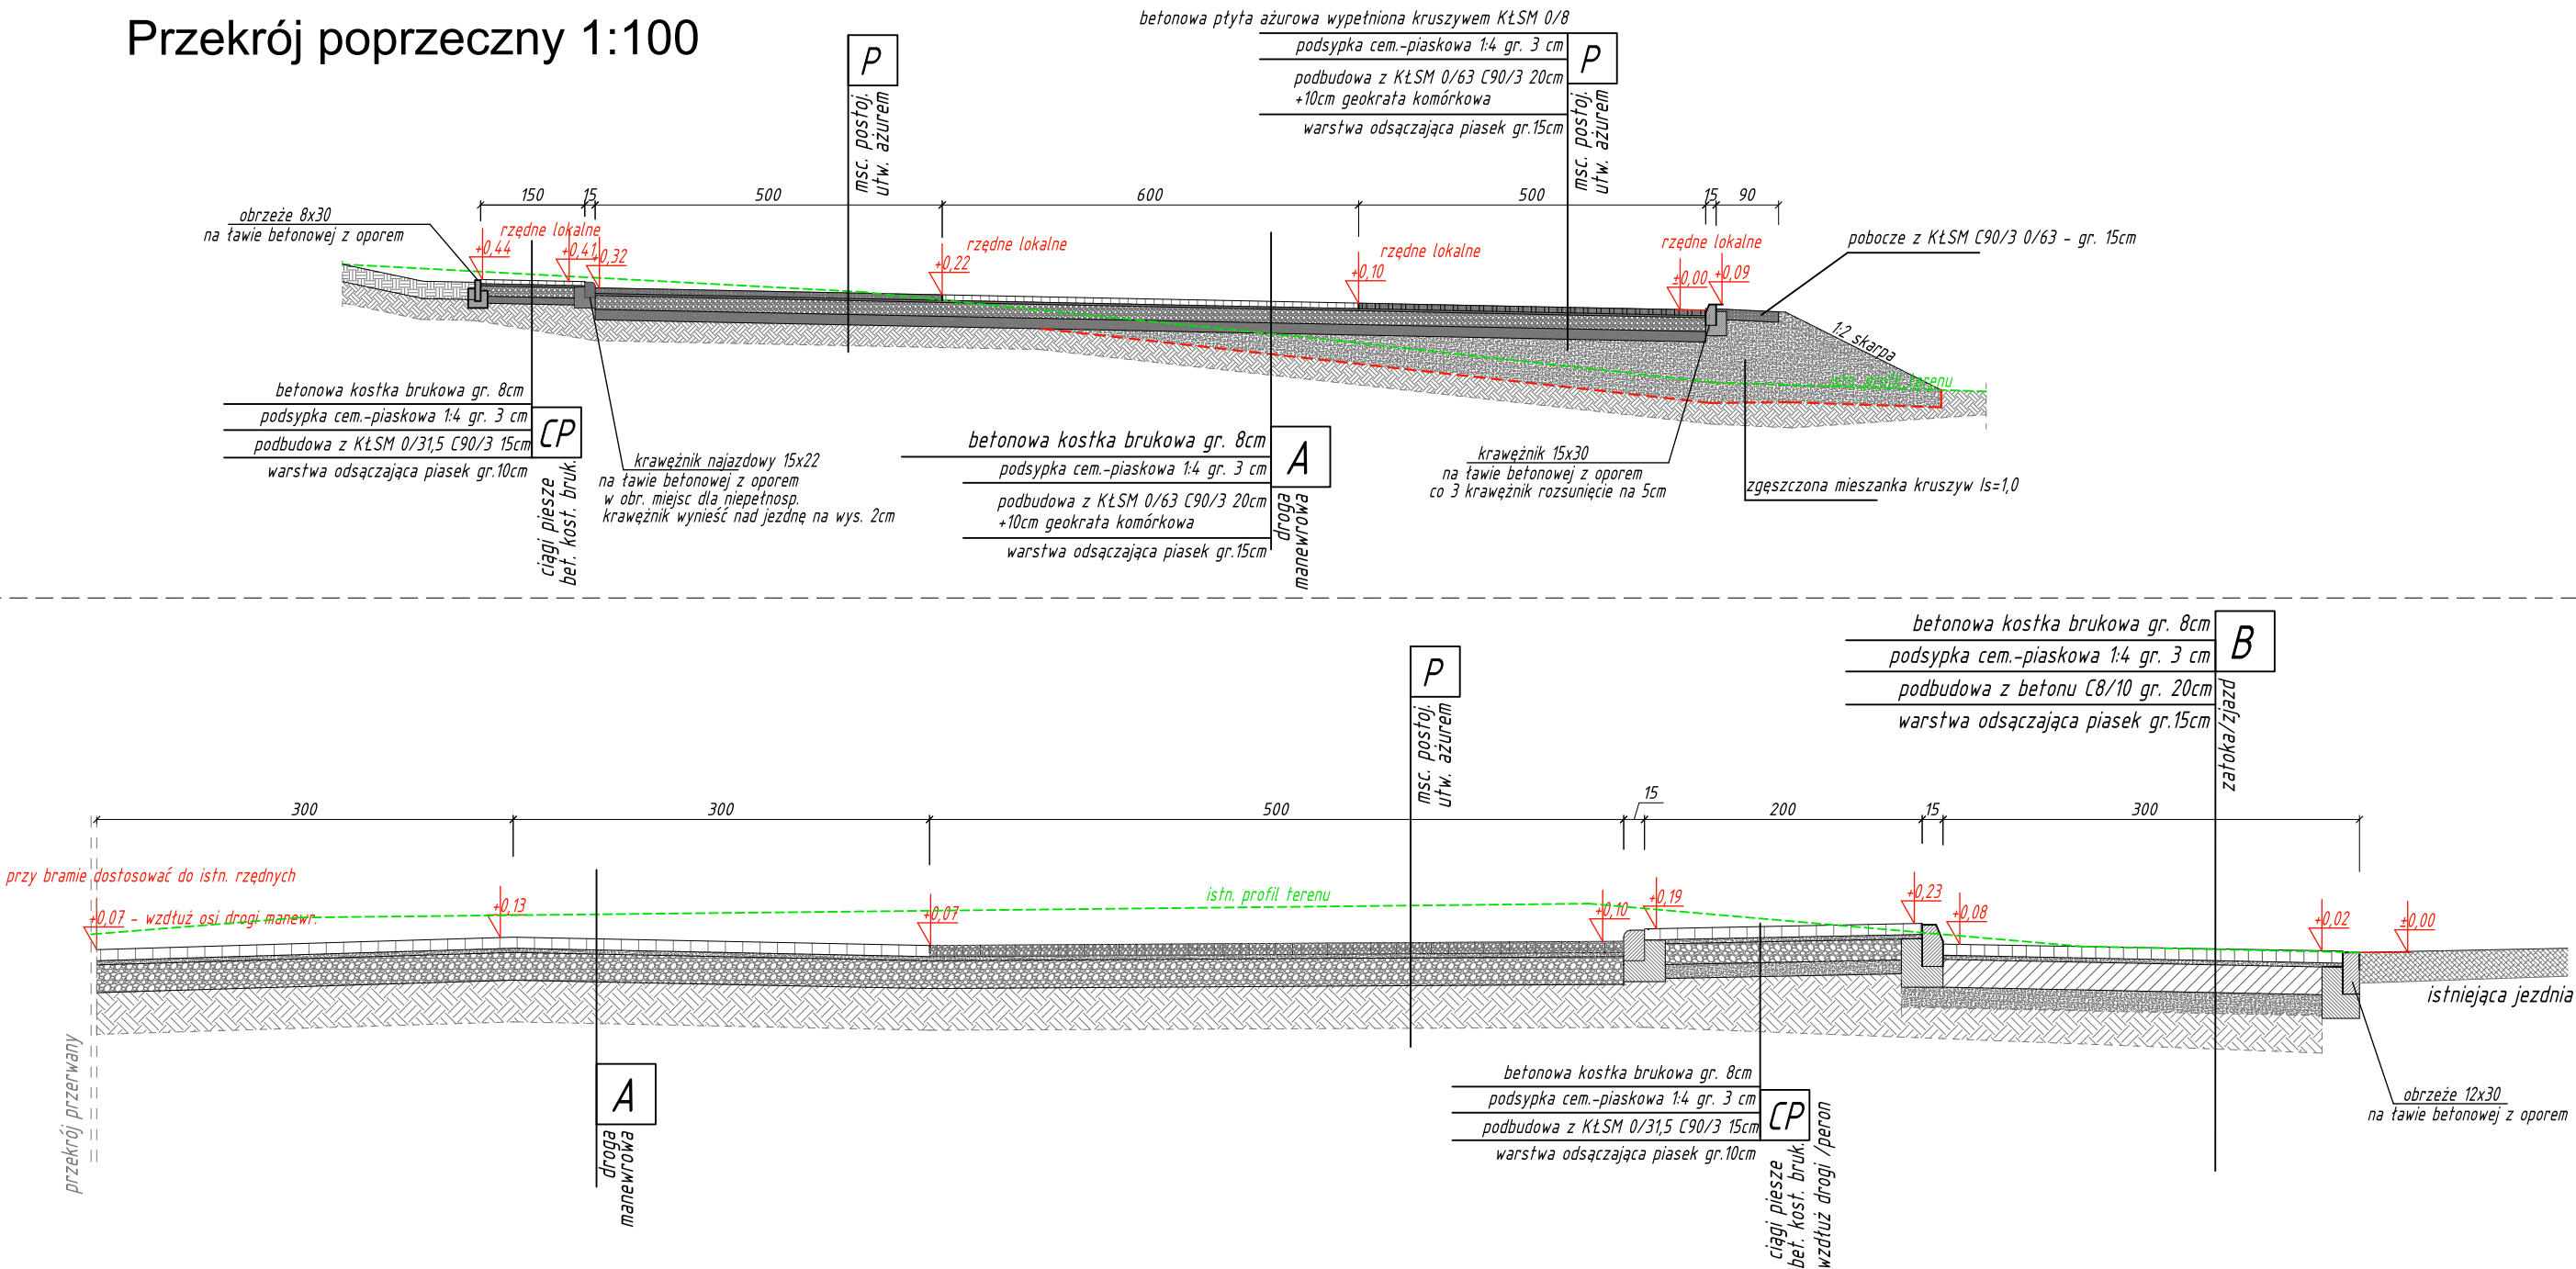 Przekrój poprzeczny 1:100
betonowa płyta ażurowa wypełniona kruszywem KŁSM 0/8
podsypka cem.-piaskowa 1:4 gr. 3 cm
podbudowa z KŁSM 0/63 C90/3 20cm
+10cm geokrata komórkowa
warstwa odsączająca piasek gr.15cm
P
msc. postoj.
utw. ażurem
P
msc. postoj.
utw. ażurem
150
15
500
600
500
15
90
obrzeże 8x30
na ławie betonowej z oporem
rzędne lokalne
+0,44
+0,41
+0,32
rzędne lokalne
+0,22
rzędne lokalne
+0,10
rzędne lokalne
±0,00
+0,09
pobocze z KŁSM C90/3 0/63 - gr. 15cm
1:2 skarpa
istn. profil terenu
betonowa kostka brukowa gr. 8cm
podsypka cem.-piaskowa 1:4 gr. 3 cm
podbudowa z KŁSM 0/31,5 C90/3 15cm
warstwa odsączająca piasek gr.10cm
CP
ciągi piesze
bet. kost. bruk.
krawężnik najazdowy 15x22
na ławie betonowej z oporem
w obr. miejsc dla niepełnosp.
krawężnik wynieść nad jezdnę na wys. 2cm
betonowa kostka brukowa gr. 8cm
podsypka cem.-piaskowa 1:4 gr. 3 cm
podbudowa z KŁSM 0/63 C90/3 20cm
+10cm geokrata komórkowa
warstwa odsączająca piasek gr.15cm
A
droga
manewrowa
krawężnik 15x30
na ławie betonowej z oporem
co 3 krawężnik rozsunięcie na 5cm
zgęszczona mieszanka kruszyw Is=1,0
betonowa kostka brukowa gr. 8cm
podsypka cem.-piaskowa 1:4 gr. 3 cm
podbudowa z betonu C8/10 gr. 20cm
warstwa odsączająca piasek gr.15cm
B
zatoka/zjazd
P
msc. postoj.
utw. ażurem
300
300
500
15
200
15
300
przy bramie dostosować do istn. rzędnych
+0,07 - wzdłuż osi drogi manewr.
+0,13
+0,07
istn. profil terenu
+0,10
+0,19
+0,23
+0,08
+0,02
±0,00
istniejąca jezdnia
przekrój przerwany
A
droga
manewrowa
betonowa kostka brukowa gr. 8cm
podsypka cem.-piaskowa 1:4 gr. 3 cm
podbudowa z KŁSM 0/31,5 C90/3 15cm
warstwa odsączająca piasek gr.10cm
CP
ciągi piesze
bet. kost. bruk.
wzdłuż drogi /peron
obrzeże 12x30
na ławie betonowej z oporem